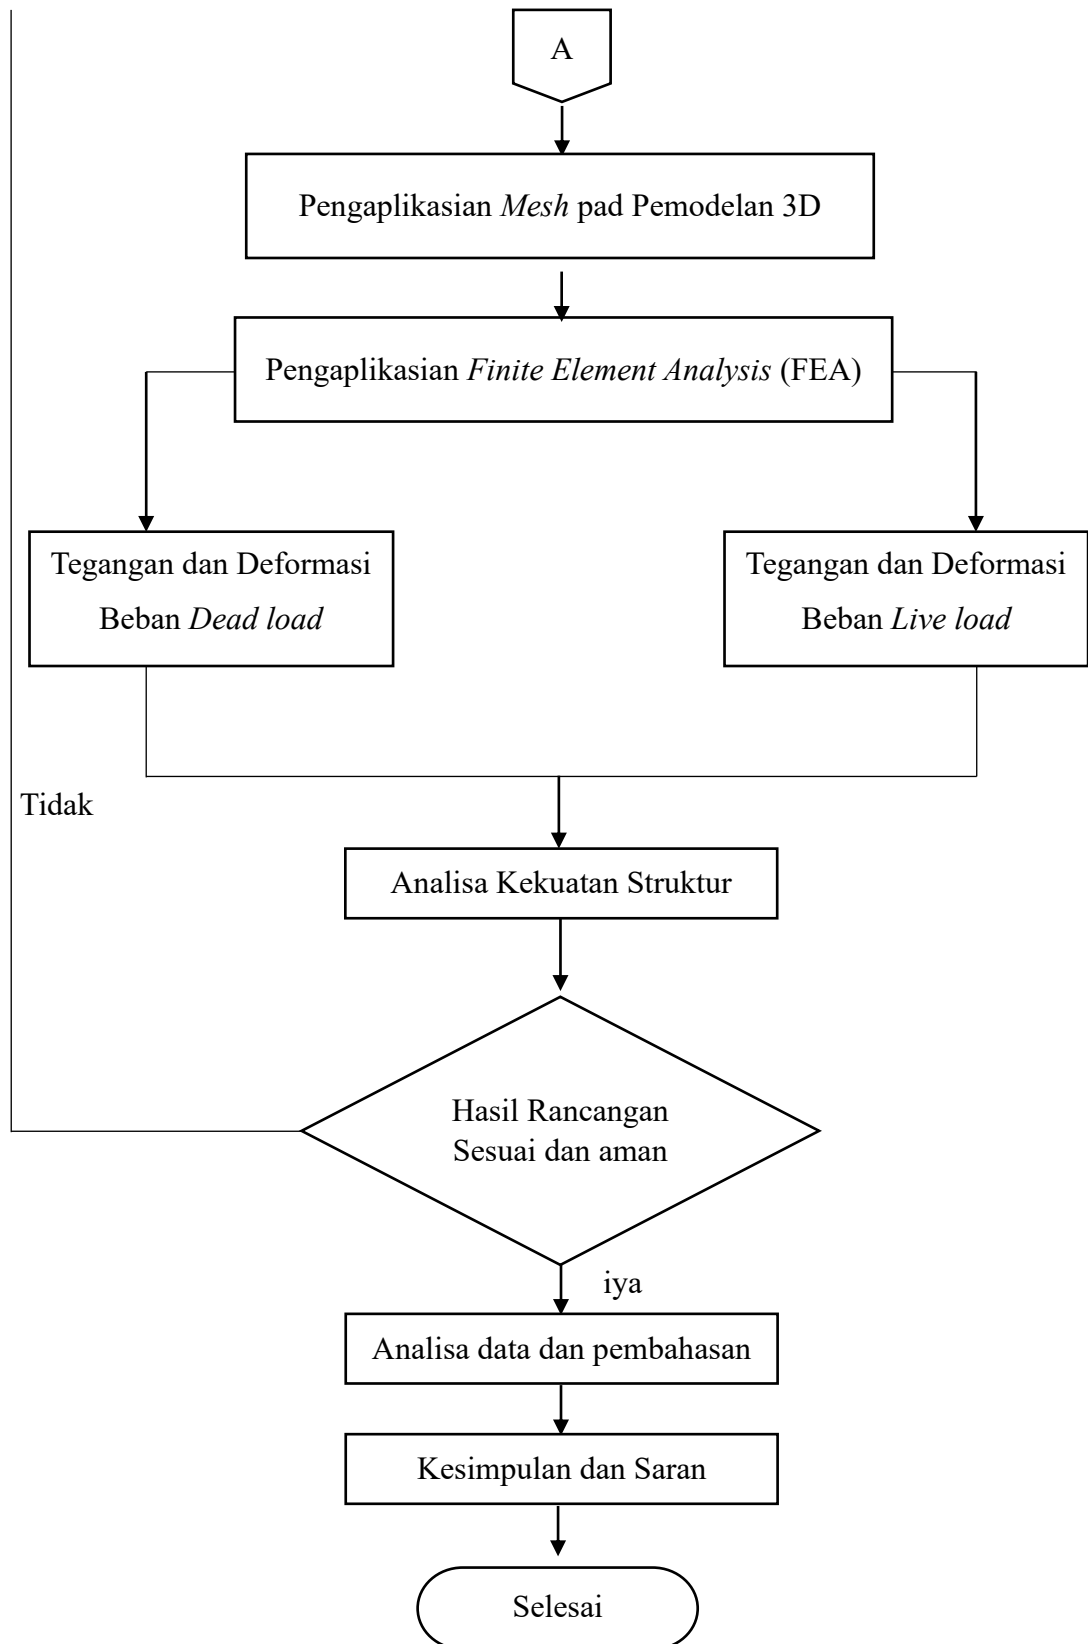 A
Pengaplikasian Mesh pad Pemodelan 3D
Pengaplikasian Finite Element Analysis (FEA)
Tegangan dan Deformasi
Beban Dead load
Tegangan dan Deformasi
Beban Live load
Tidak
Analisa Kekuatan Struktur
Hasil Rancangan
Sesuai dan aman
iya
Analisa data dan pembahasan
Kesimpulan dan Saran
Selesai